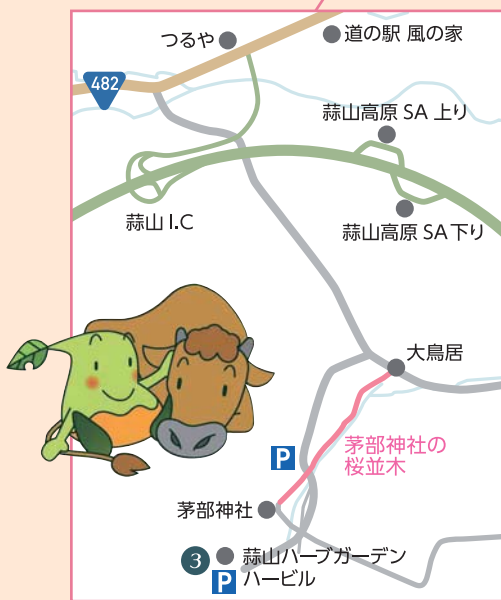 つるや
道の駅 風の家
482
蒜山高原 SA 上り
蒜山 I.C
蒜山高原 SA下り
大鳥居
P
茅部神社の
桜並木
茅部神社
3
蒜山ハーブガーデン
P
ハービル